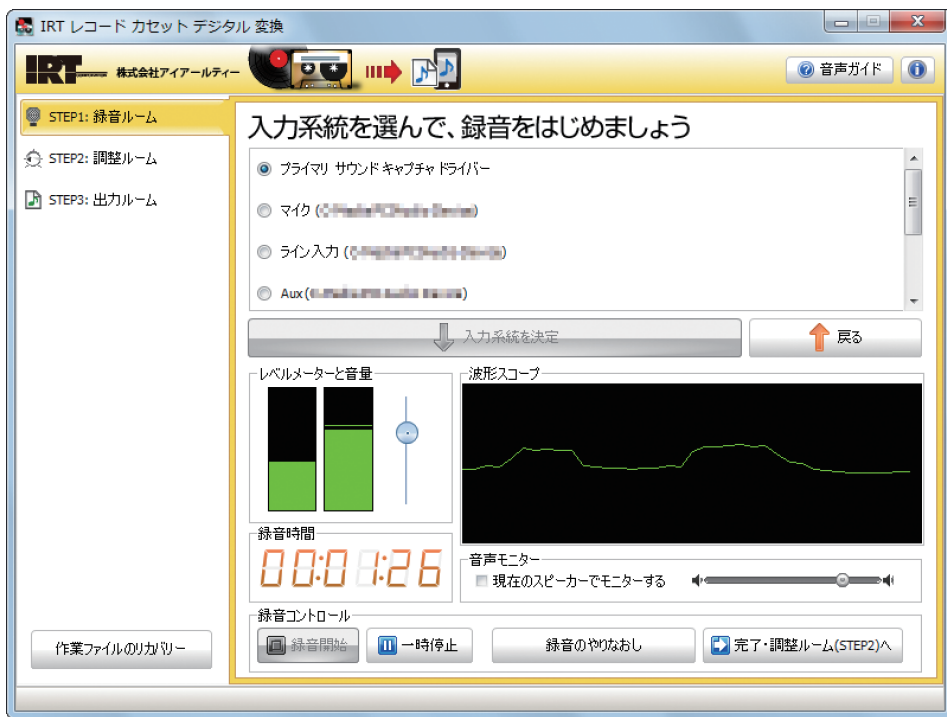 IRT レコード カセット デジタル 変換
IRT 株式会社アイアールティー
音声ガイド
STEP1: 録音ルーム
STEP2: 調整ルーム
STEP3: 出力ルーム
作業ファイルのリカバリー
入力系統を選んで、録音をはじめましょう
プライマリ サウンド キャプチャ ドライバー
マイク (
ライン入力 (
Aux (
入力系統を決定
戻る
レベルメーターと音量
波形スコープ
録音時間
00:01:26
音声モニター
現在のスピーカーでモニターする
録音コントロール
録音開始
一時停止
録音のやりなおし
完了・調整ルーム(STEP2)へ